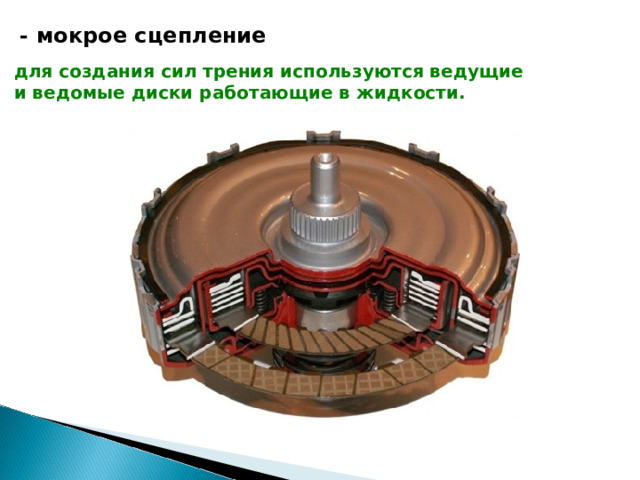 - мокрое сцепление
для создания сил трения используются ведущие
и ведомые диски работающие в жидкости.